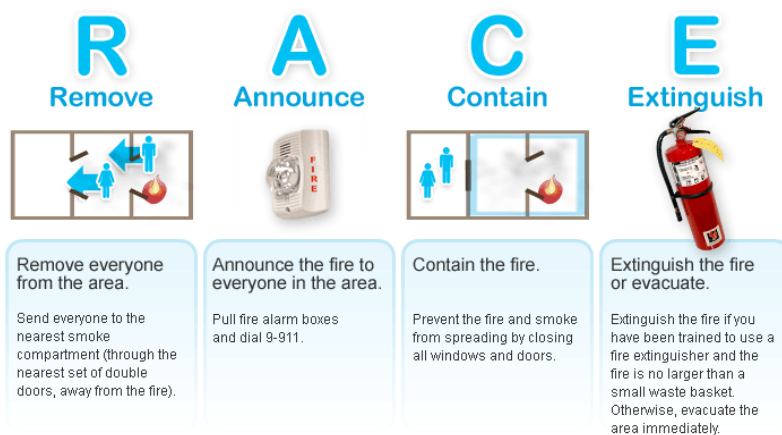 R
Remove
A
Announce
C
Contain
E
Extinguish
FIRE
Remove everyone
from the area.
Send everyone to the
nearest smoke
compartment (through the
nearest set of double
doors, away from the fire).
Announce the fire to
everyone in the area.
Pull fire alarm boxes
and dial 9-911.
Contain the fire.
Prevent the fire and smoke
from spreading by closing
all windows and doors.
Extinguish the fire
or evacuate.
Extinguish the fire if you
have been trained to use a
fire extinguisher and the
fire is no larger than a
small waste basket.
Otherwise, evacuate the
area immediately.